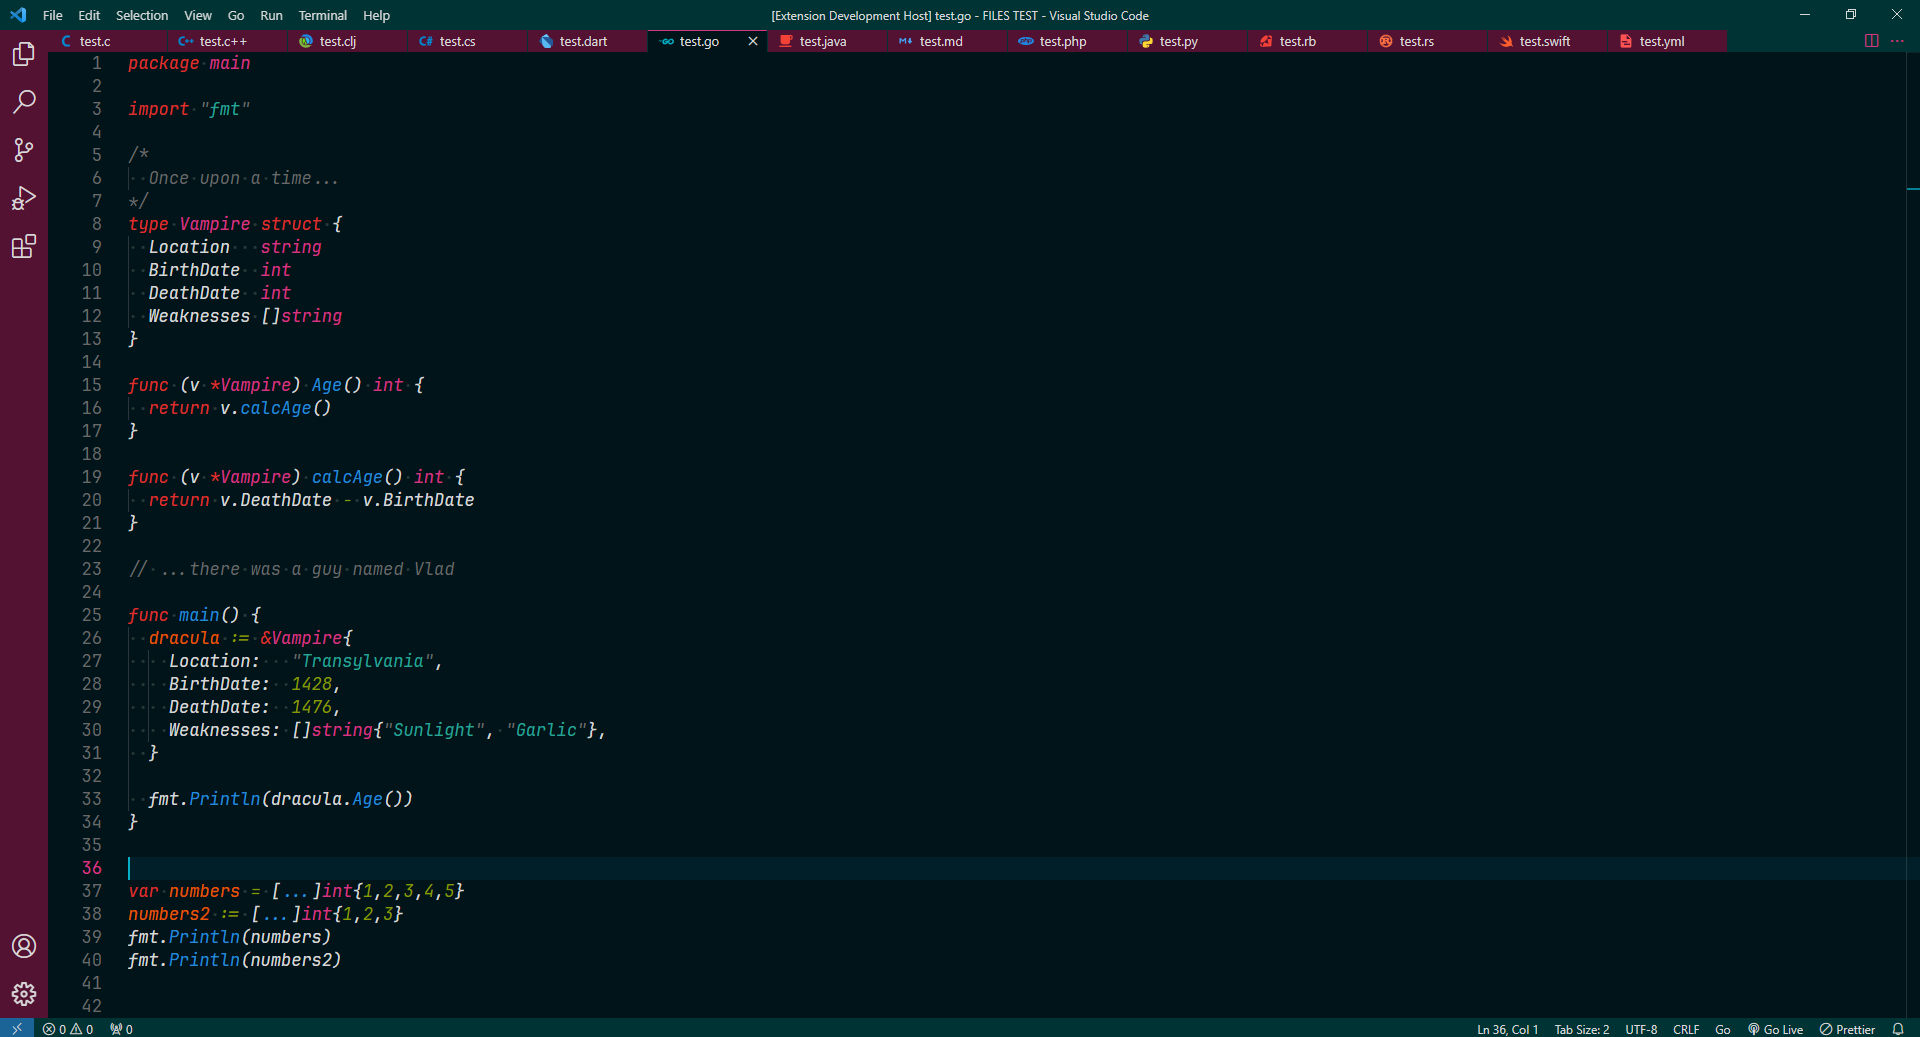 File Edit Selection View Go Run Terminal Help [Extension Development Host] test.go - FILES TEST - Visual Studio Code
C test.c C++ test.c++ test.clj C# test.cs test.dart GO test.go test.java M↓ test.md php test.php test.py test.rb test.rs test.swift test.yml ...
1 package main
2
3 import "fmt"
4
5 /*
6 Once upon a time...
7 */
8 type Vampire struct {
9 Location string
10 BirthDate int
11 DeathDate int
12 Weaknesses []string
13 }
14
15 func (v *Vampire) Age() int {
16 return v.calcAge()
17 }
18
19 func (v *Vampire) calcAge() int {
20 return v.DeathDate - v.BirthDate
21 }
22
23 // ...there was a guy named Vlad
24
25 func main() {
26 dracula := &Vampire{
27 Location: "Transylvania",
28 BirthDate: 1428,
29 DeathDate: 1476,
30 Weaknesses: []string{"Sunlight", "Garlic"},
31 }
32
33 fmt.Println(dracula.Age())
34 }
35
36
37 var numbers = [...]int{1,2,3,4,5}
38 numbers2 := [...]int{1,2,3}
39 fmt.Println(numbers)
40 fmt.Println(numbers2)
41
42
0 0 0 Ln 36, Col 1 Tab Size: 2 UTF-8 CRLF Go Go Live Prettier